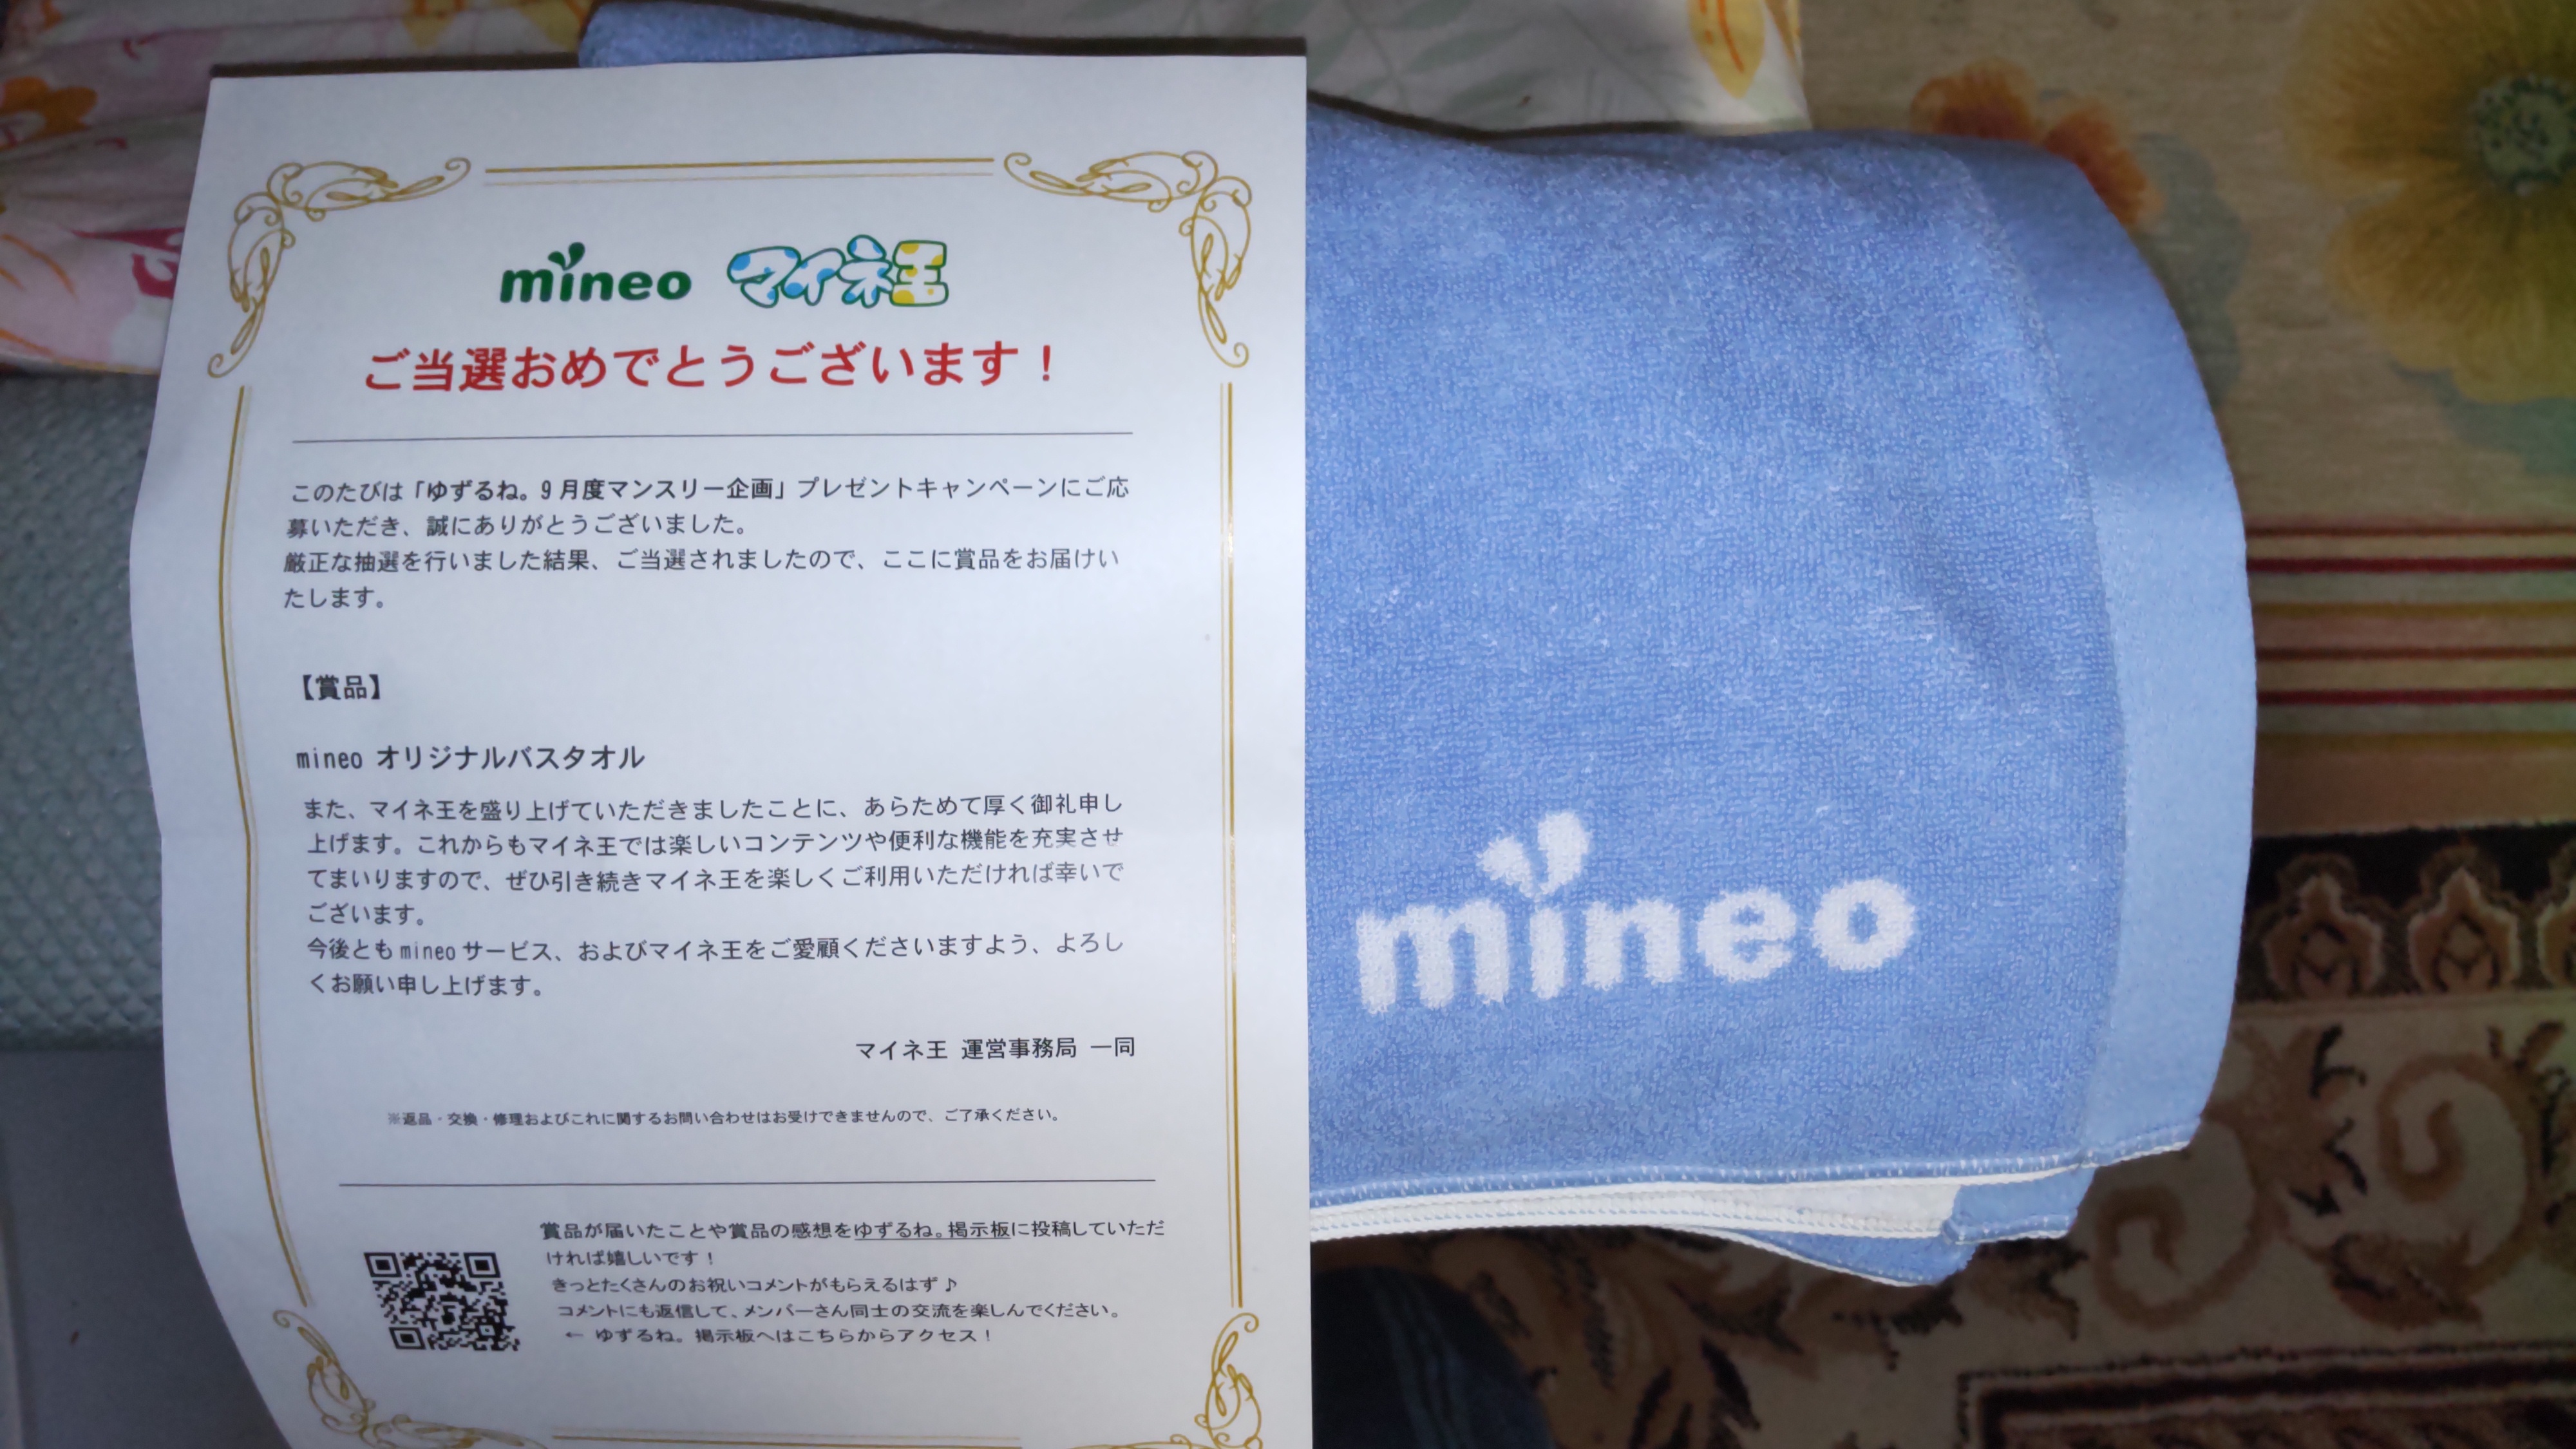 mineo マイネ王
ご当選おめでとうございます！
このたびは「ゆずるね。9月度マンスリー企画」プレゼントキャンペーンにご応
募いただき、誠にありがとうございました。
厳正な抽選を行いました結果、ご当選されましたので、ここに賞品をお届けい
たします。
【賞品】
mineo オリジナルバスタオル
また、マイネ王を盛り上げていただきましたことに、あらためて厚く御礼申し
上げます。これからもマイネ王では楽しいコンテンツや便利な機能を充実させ
てまいりますので、ぜひ引き続きマイネ王を楽しくご利用いただければ幸いで
ございます。
今後ともmineoサービス、およびマイネ王をご愛顧くださいますよう、よろし
くお願い申し上げます。
マイネ王 運営事務局 一同
※返品・交換・修理およびこれに関するお問い合わせはお受けできませんので、ご了承ください。
賞品が届いたことや賞品の感想をゆずるね。掲示板に投稿していただ
ければ嬉しいです！
きっとたくさんのお祝いコメントがもらえるはず♪
コメントにも返信して、メンバーさん同士の交流を楽しんでください。
← ゆずるね。掲示板へはこちらからアクセス！
mineo